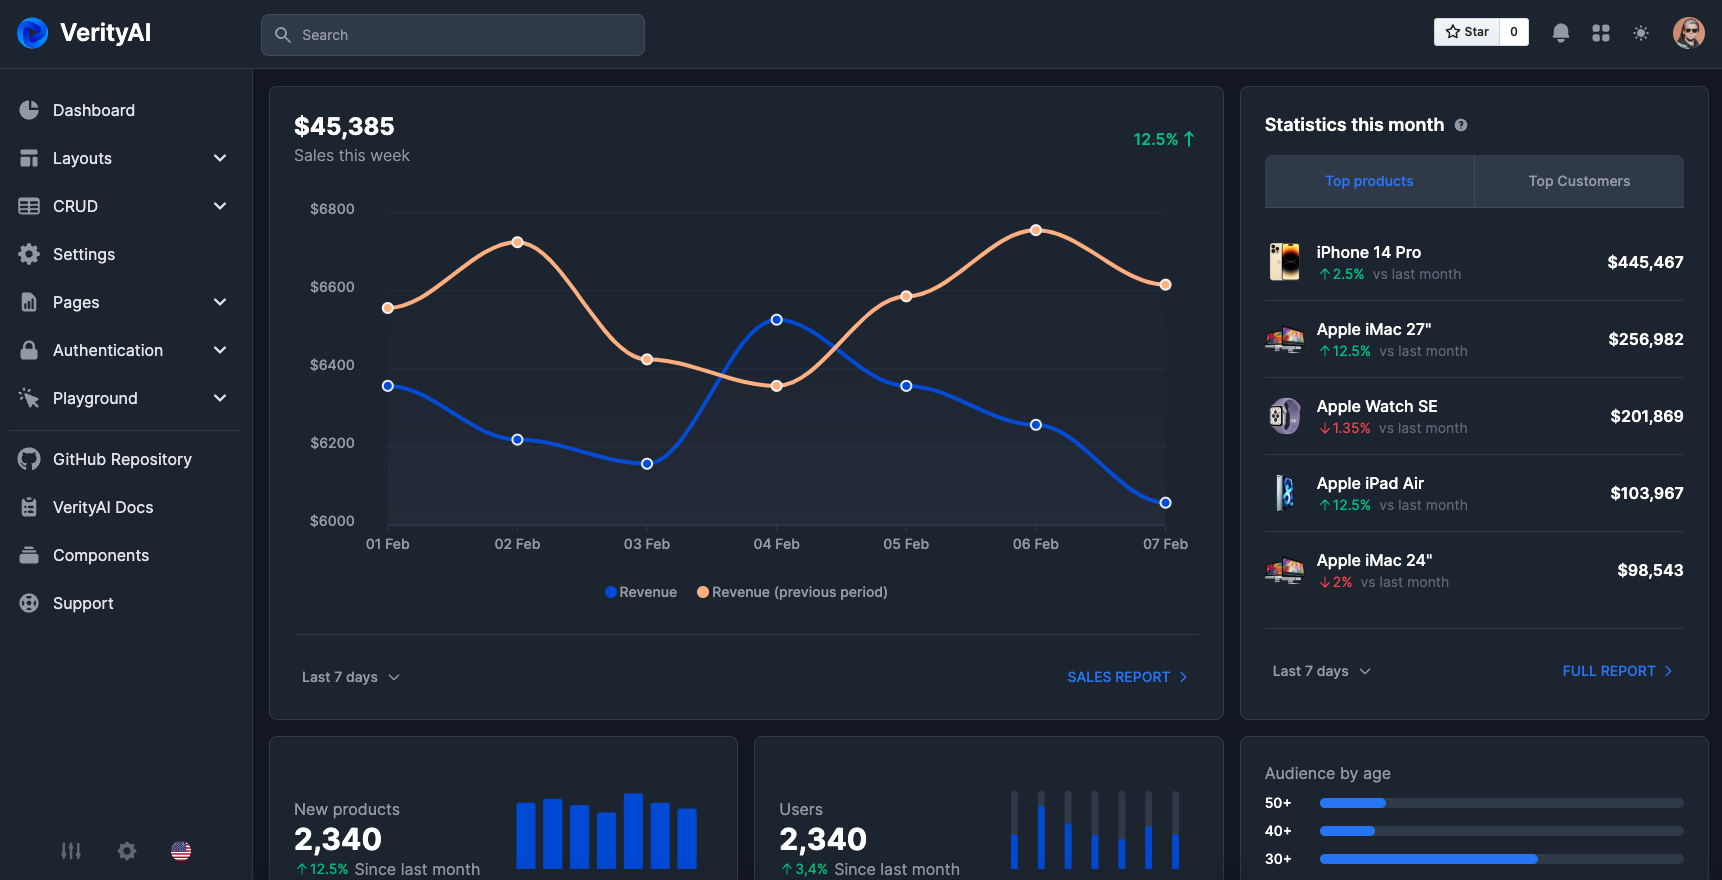 VerityAI
Search
Star
0
Dashboard
Layouts
CRUD
Settings
Pages
Authentication
Playground
GitHub Repository
VerityAI Docs
Components
Support
$45,385
Sales this week
12.5%
$6800
$6600
$6400
$6200
$6000
01 Feb 02 Feb 03 Feb 04 Feb 05 Feb 06 Feb 07 Feb
Revenue Revenue (previous period)
Last 7 days
SALES REPORT
Statistics this month
Top products Top Customers
iPhone 14 Pro
2.5% vs last month
$445,467
Apple iMac 27"
12.5% vs last month
$256,982
Apple Watch SE
1.35% vs last month
$201,869
Apple iPad Air
12.5% vs last month
$103,967
Apple iMac 24"
2% vs last month
$98,543
Last 7 days
FULL REPORT
New products
2,340
12.5% Since last month
Users
2,340
3,4% Since last month
Audience by age
50+
40+
30+